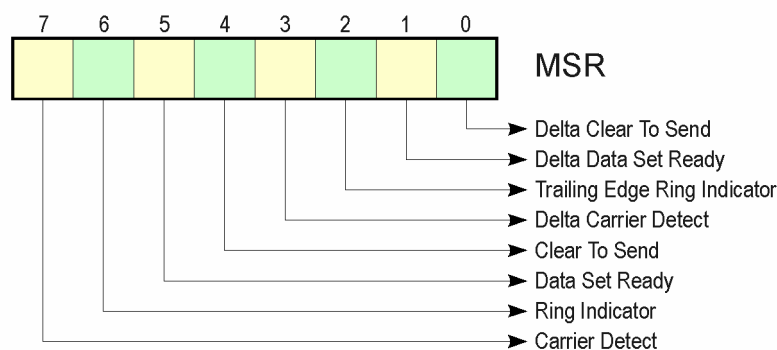 7 6 5 4 3 2 1 0
MSR
Delta Clear To Send
Delta Data Set Ready
Trailing Edge Ring Indicator
Delta Carrier Detect
Clear To Send
Data Set Ready
Ring Indicator
Carrier Detect